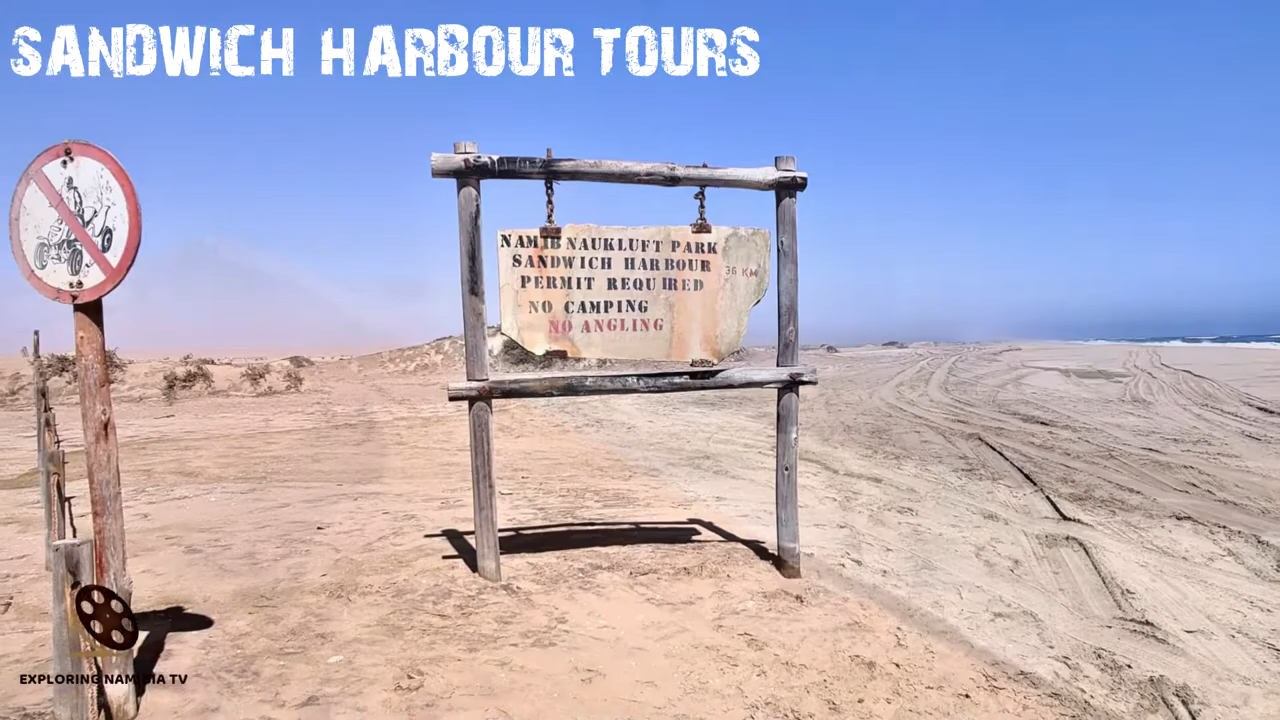 SANDWICH HARBOUR TOURS
NAMIB NAUKLUFT PARK
SANDWICH HARBOUR
36 KM
PERMIT REQUIRED
NO CAMPING
NO ANGLING
EXPLORING NAMIBIA TV